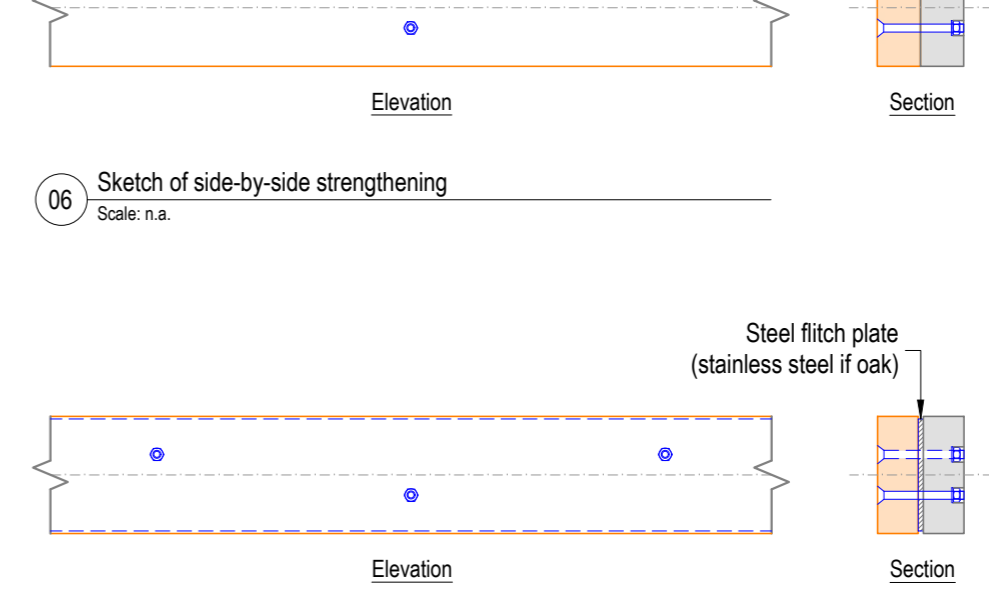 Elevation
Section
06
Sketch of side-by-side strengthening
Scale: n.a.
Steel flitch plate
(stainless steel if oak)
Elevation
Section